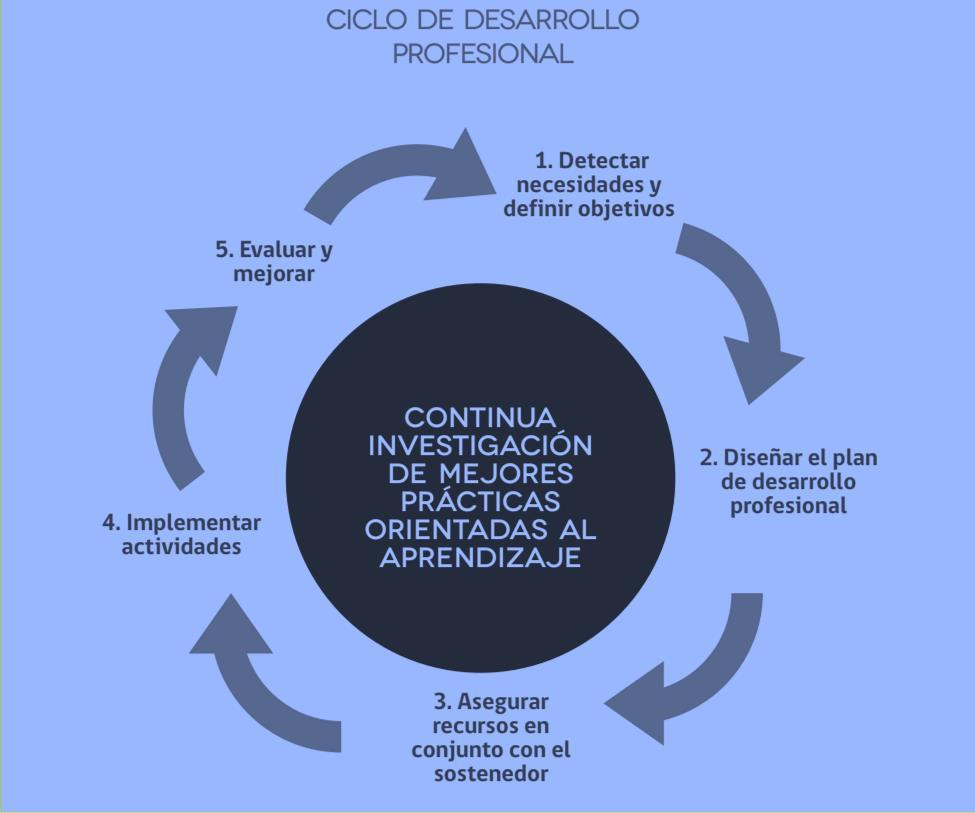 CICLO DE DESARROLLO
PROFESIONAL
1. Detectar
necesidades y
definir objetivos
2. Diseñar el plan
de desarrollo
profesional
3. Asegurar
recursos en
conjunto con el
sostenedor
4. Implementar
actividades
5. Evaluar y
mejorar
CONTINUA
INVESTIGACIÓN
DE MEJORES
PRÁCTICAS
ORIENTADAS AL
APRENDIZAJE